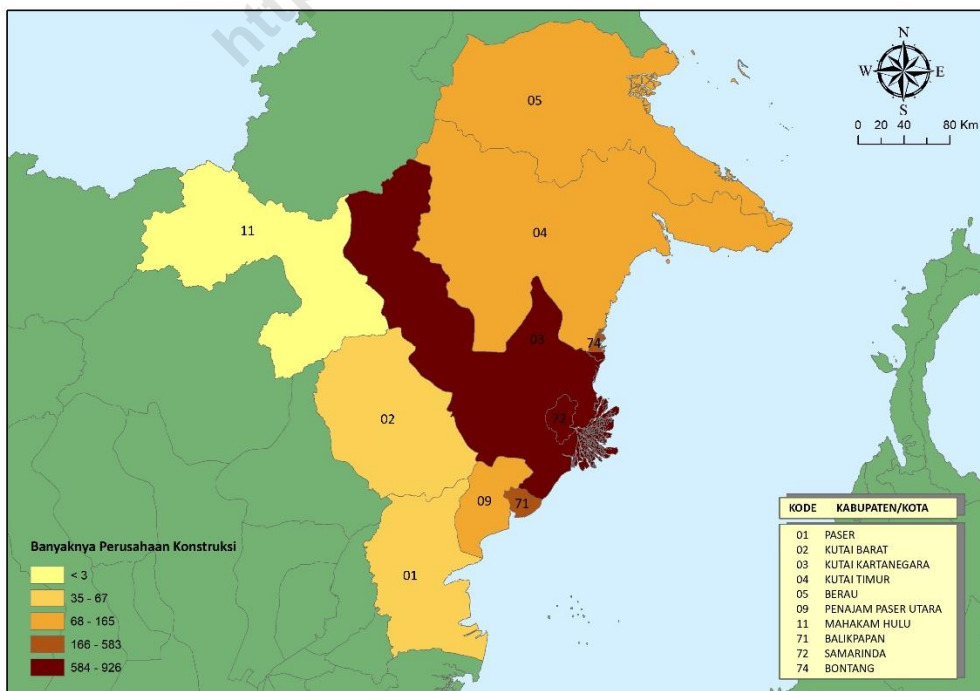 http
N
W E
S
0 20 40 80 Km
05
11
04
03
74
02
72
09
71
01
Banyaknya Perusahaan Konstruksi
< 3
35 - 67
68 - 165
166 - 583
584 - 926
KODE KABUPATEN/KOTA
01 PASER
02 KUTAI BARAT
03 KUTAI KARTANEGARA
04 KUTAI TIMUR
05 BERAU
09 PENAJAM PASER UTARA
11 MAHAKAM HULU
71 BALIKPAPAN
72 SAMARINDA
74 BONTANG